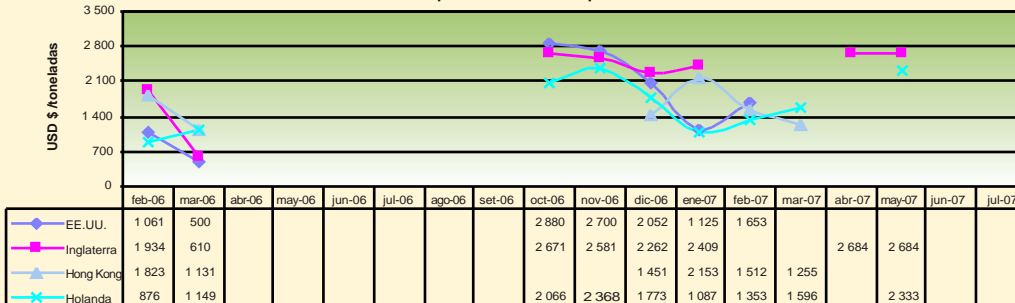 3 500
2 800
2 100
1 400
700
0
USD $ /toneladas
feb-06 mar-06 abr-06 may-06 jun-06 jul-06 ago-06 set-06 oct-06 nov-06 dic-06 ene-07 feb-07 mar-07 abr-07 may-07 jun-07 jul-07
EE.UU. 1 061 500 2 880 2 700 2 052 1 125 1 653
Inglaterra 1 934 610 2 671 2 581 2 262 2 409 2 684 2 684
Hong Kong 1 823 1 131 1 451 2 153 1 512 1 255
Holanda 876 1 149 2 066 2 368 1 773 1 087 1 353 1 596 2 333